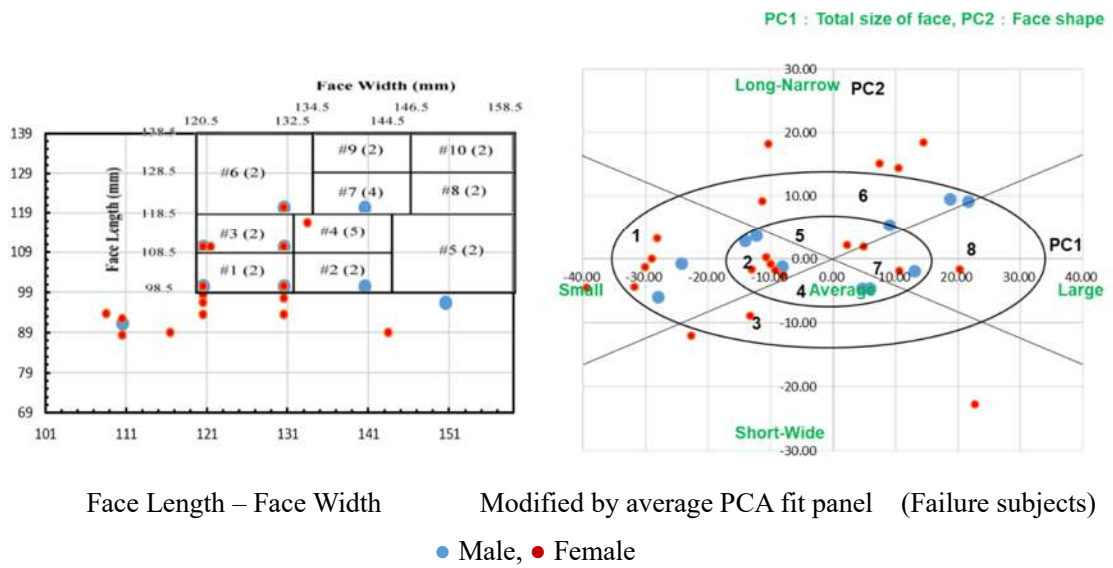 PC1 : Total size of face, PC2 : Face shape
Face Width (mm)
134.5 146.5 158.5
120.5 132.5 144.5
139
129
119
109
99
89
79
69
101 111 121 131 141 151
Face Length (mm)
138.5
128.5
118.5
108.5
98.5
#9 (2) #10 (2)
#6 (2)
#7 (4) #8 (2)
#3 (2) #4 (5)
#5 (2)
#1 (2) #2 (2)
30.00
Long-Narrow PC2
20.00
10.00
6
1 5 8 PC1
2 0.00 7
-40.00 -30.00 -20.00 -10.00 0.00 10.00 20.00 30.00 40.00
Small 4 Average Large
3 -10.00
-20.00
Short-Wide
-30.00
Face Length – Face Width
Modified by average PCA fit panel (Failure subjects)
Male, Female